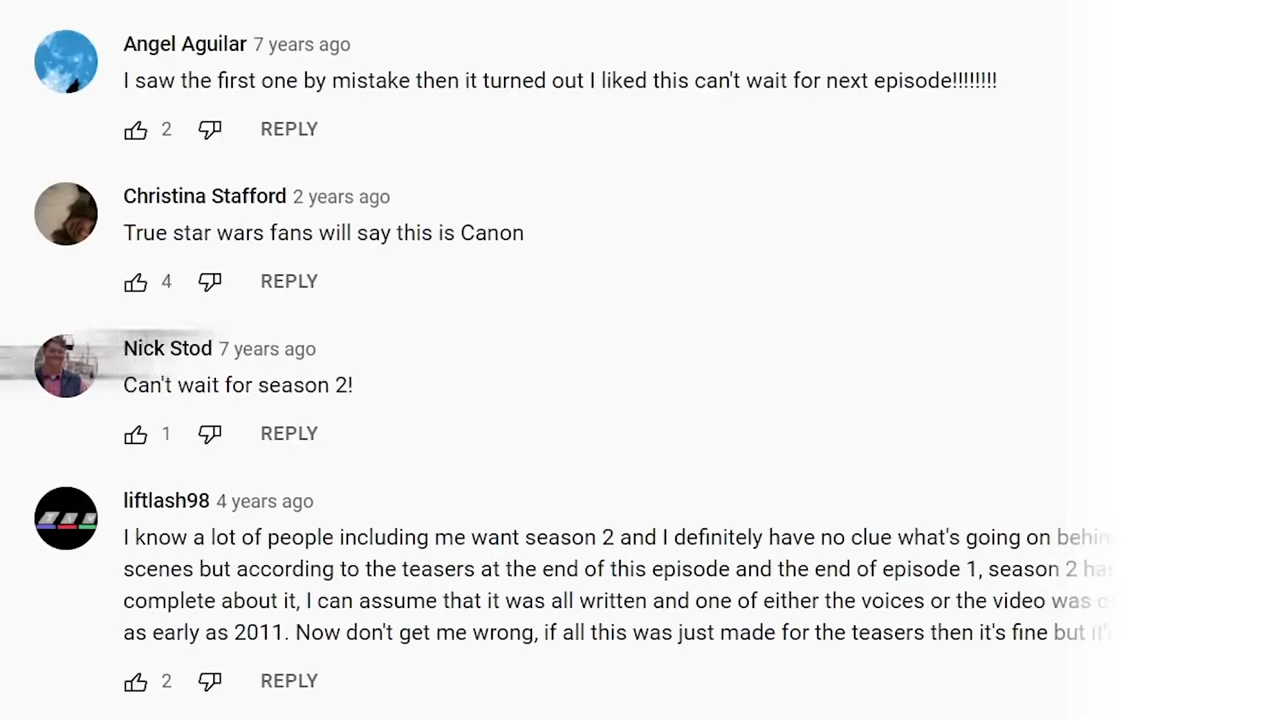 Angel Aguilar 7 years ago
I saw the first one by mistake then it turned out I liked this can't wait for next episode!!!!!!!!
2 REPLY
Christina Stafford 2 years ago
True star wars fans will say this is Canon
4 REPLY
Nick Stod 7 years ago
Can't wait for season 2!
1 REPLY
liftlash98 4 years ago
I know a lot of people including me want season 2 and I definitely have no clue what's going on
scenes but according to the teasers at the end of this episode and the end of episode 1, season 2
complete about it, I can assume that it was all written and one of either the voices or the video was
as early as 2011. Now don't get me wrong, if all this was just made for the teasers then it's fine but
2 REPLY